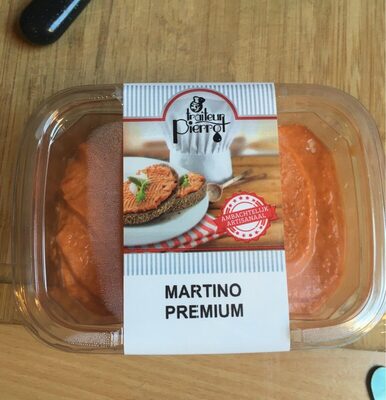 Traiteur
Pierrot
AMBACHTELIJK
ARTISANAAL
MARTINO
PREMIUM